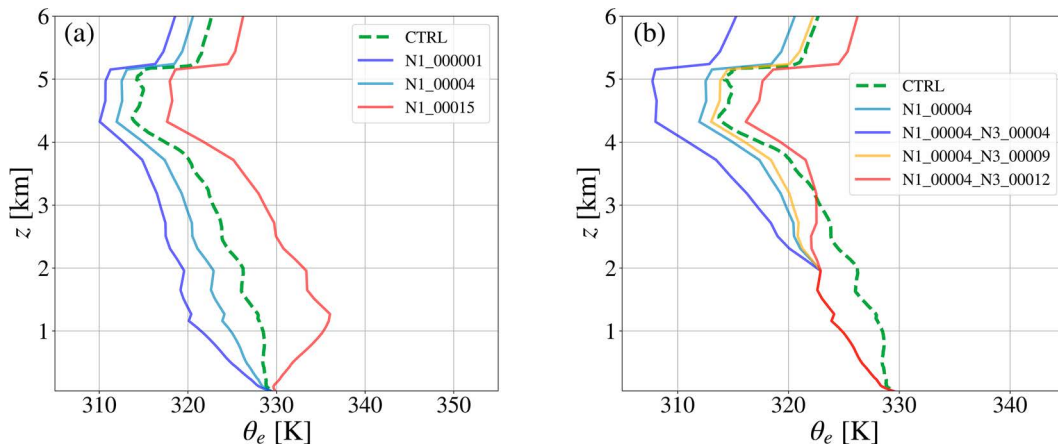 (a)
CTRL
N1_000001
N1_00004
N1_00015
6
5
4
3
2
1
z [km]
310
320
330
340
350
θe [K]
(b)
CTRL
N1_00004
N1_00004_N3_00004
N1_00004_N3_00009
N1_00004_N3_00012
6
5
4
3
2
1
z [km]
310
320
330
340
θe [K]